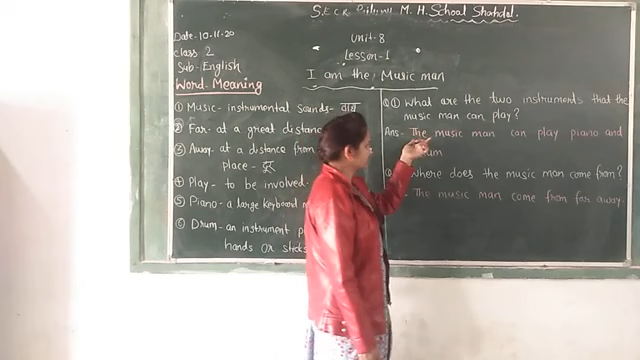 S.E.C.R. M.H. School Shahdol.
Date-10-11-20
Class 2
Sub-English
Unit-8
Lesson-1
I am the Music man
Word-Meaning
① Music- instrumental sounds-
② Far- at a great distance
③ Away- at a distance from
place-
④ Play- to be involved
⑤ Piano- a large keyboard
⑥ Drum- an instrument
hands or sticks
Q① What are the two instruments that the
music man can play?
Ans- The music man can play piano and
Where does the music man come from?
The music man come from far away.